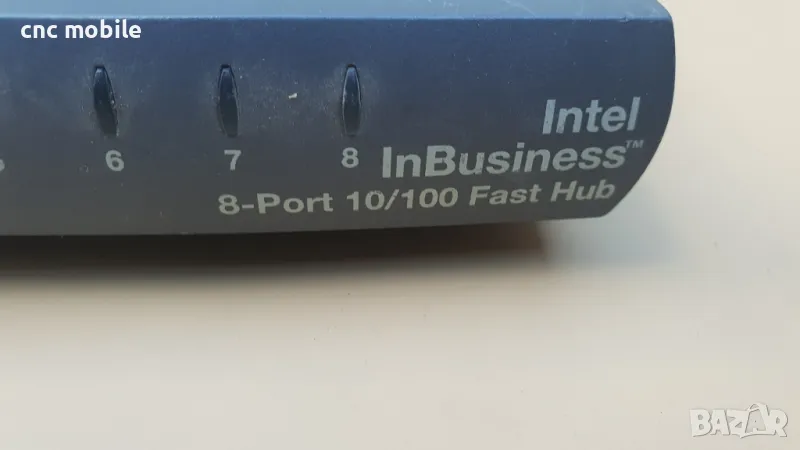 cnc mobile
6 7 8
Intel
InBusiness™
8-Port 10/100 Fast Hub
BAZAR